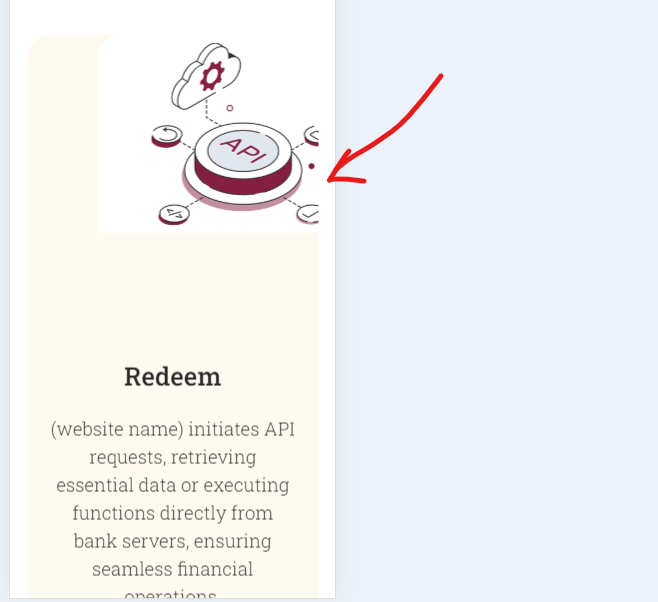 API
Redeem
(website name) initiates API
requests, retrieving
essential data or executing
functions directly from
bank servers, ensuring
seamless financial
operations